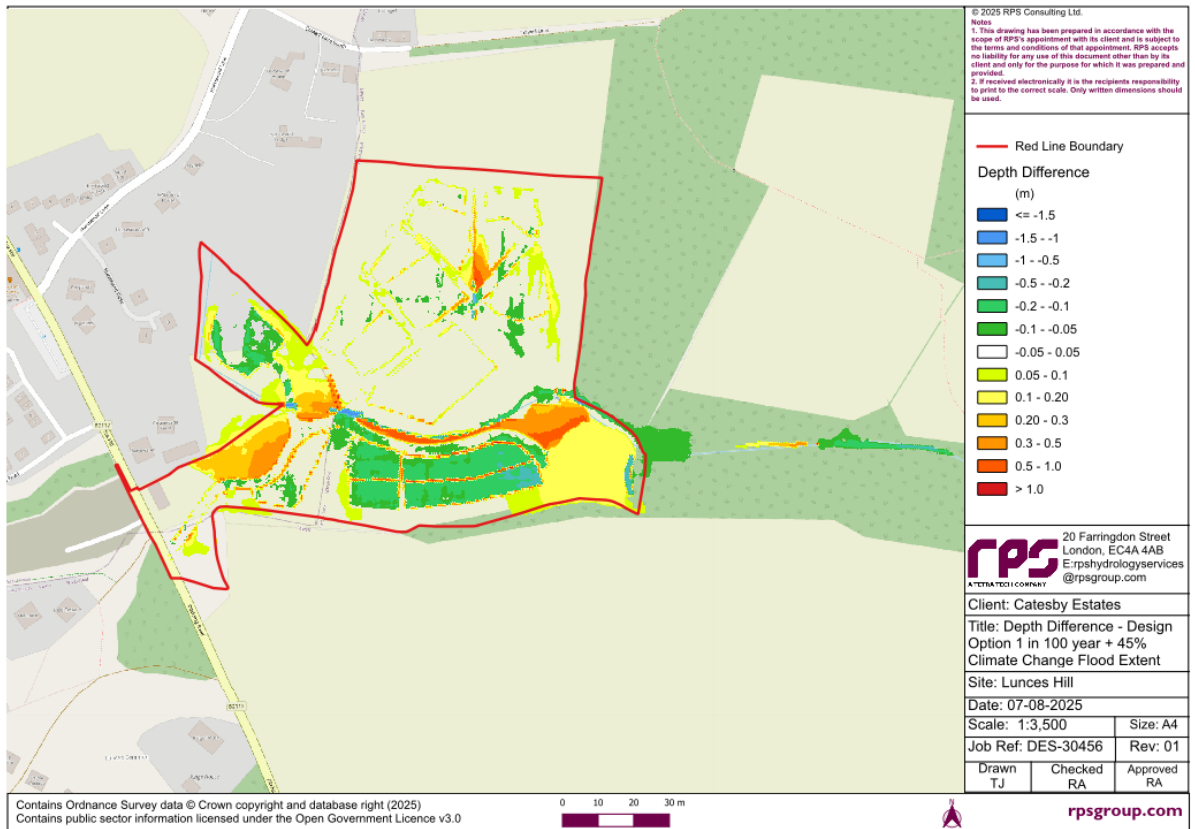 © 2025 RPS Consulting Ltd.
Notes
1. This drawing has been prepared in accordance with the
scope of RPS's appointment with its client and is subject to
the terms and conditions of that appointment. RPS accepts
no liability for any use of this document other than by its
client and only for the purpose for which it was prepared and
provided.
2. If received electronically it is the recipients responsibility
to print to the correct scale. Only written dimensions should
be used.
Red Line Boundary
Depth Difference
(m)
<= -1.5
-1.5 - -1
-1 - -0.5
-0.5 - -0.2
-0.2 - -0.1
-0.1 - -0.05
-0.05 - 0.05
0.05 - 0.1
0.1 - 0.20
0.20 - 0.3
0.3 - 0.5
0.5 - 1.0
> 1.0
rps
A TETRA TECH COMPANY
20 Farringdon Street
London, EC4A 4AB
E:rpshydrologyservices
@rpsgroup.com
Client: Catesby Estates
Title: Depth Difference - Design
Option 1 in 100 year + 45%
Climate Change Flood Extent
Site: Lunces Hill
Date: 07-08-2025
Scale: 1:3,500
Size: A4
Job Ref: DES-30456
Rev: 01
Drawn
TJ
Checked
RA
Approved
RA
B2112
B2112
Contains Ordnance Survey data © Crown copyright and database right (2025)
Contains public sector information licensed under the Open Government Licence v3.0
0 10 20 30 m
N
rpsgroup.com